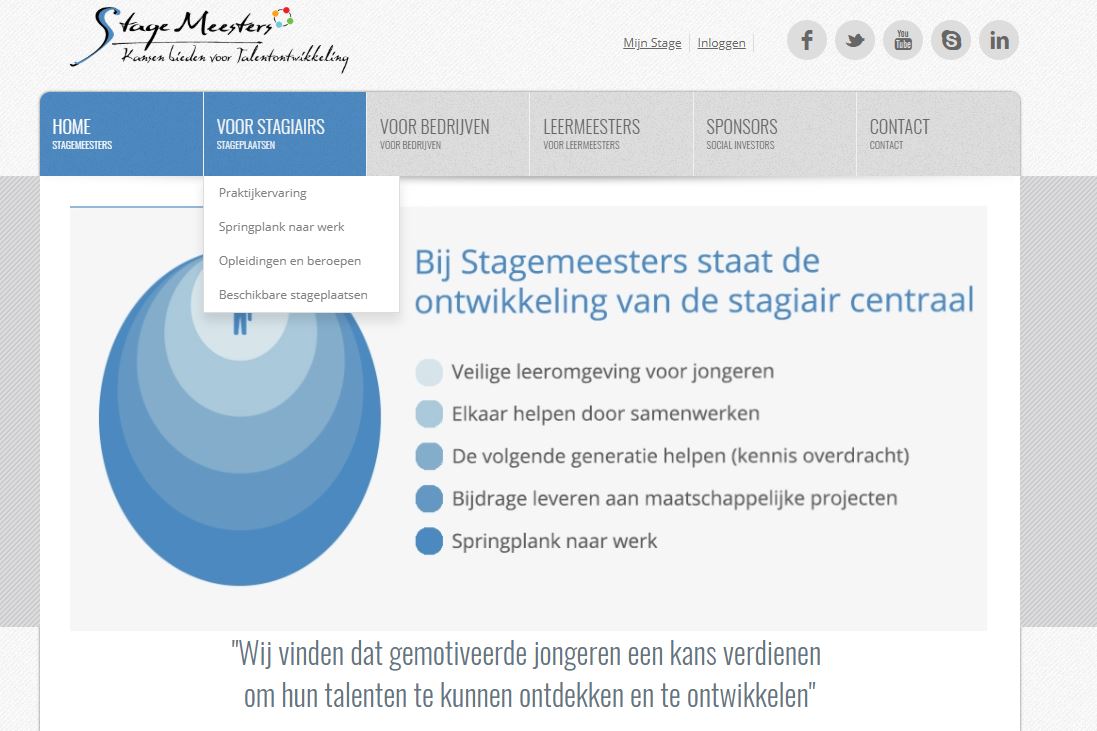 Stage Meesters
Kansen bieden voor Talentontwikkeling
Mijn Stage
Inloggen
You
Tube
in
HOME
STAGEMEESTERS
VOOR STAGIAIRS
STAGEPLAATSEN
VOOR BEDRIJVEN
VOOR BEDRIJVEN
LEERMEESTERS
VOOR LEERMEESTERS
SPONSORS
SOCIAL INVESTORS
CONTACT
CONTACT
Praktijkervaring
Springplank naar werk
Opleidingen en beroepen
Beschikbare stageplaatsen
Bij Stagemeesters staat de
ontwikkeling van de stagiair centraal
Veilige leeromgeving voor jongeren
Elkaar helpen door samenwerken
De volgende generatie helpen (kennis overdracht)
Bijdrage leveren aan maatschappelijke projecten
Springplank naar werk
"Wij vinden dat gemotiveerde jongeren een kans verdienen
om hun talenten te kunnen ontdekken en te ontwikkelen"